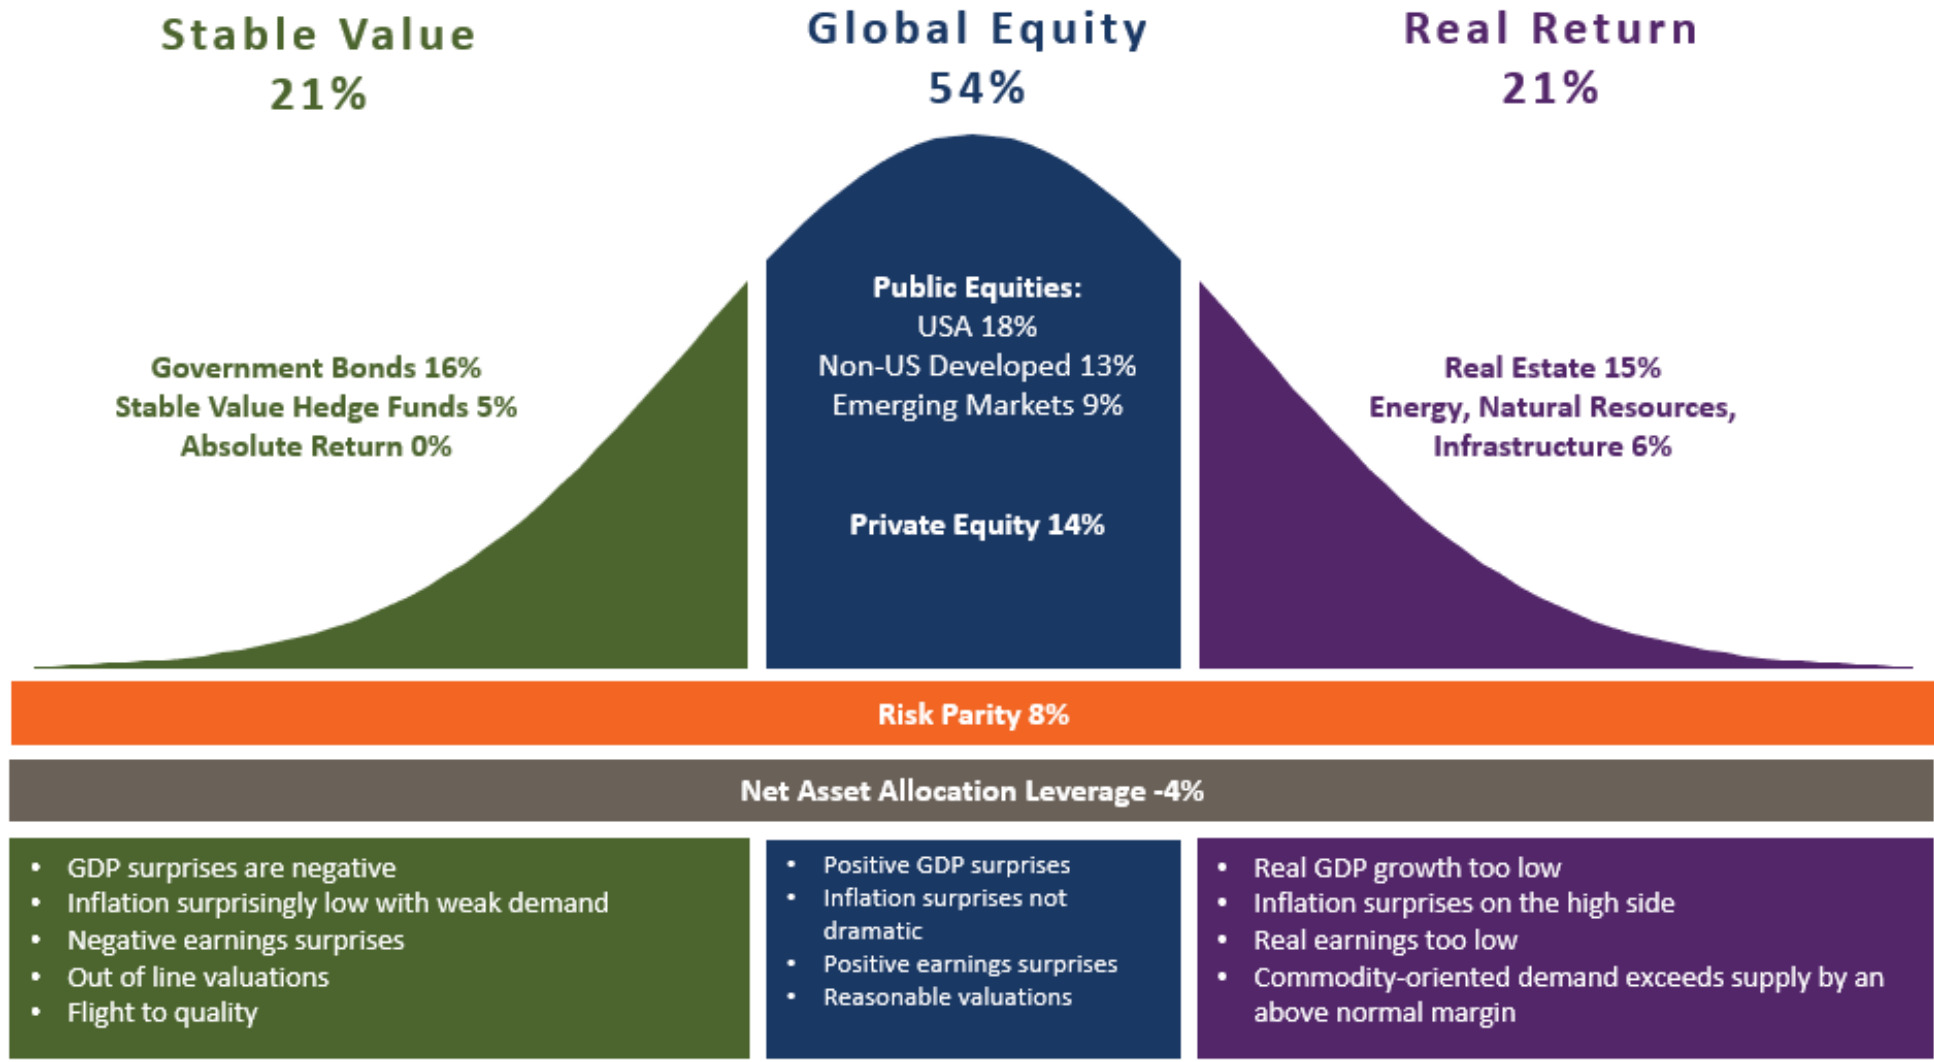 Stable Value
21%
Global Equity
54%
Real Return
21%
Government Bonds 16%
Stable Value Hedge Funds 5%
Absolute Return 0%
Public Equities:
USA 18%
Non-US Developed 13%
Emerging Markets 9%
Private Equity 14%
Real Estate 15%
Energy, Natural Resources,
Infrastructure 6%
Risk Parity 8%
Net Asset Allocation Leverage -4%
• GDP surprises are negative
• Inflation surprisingly low with weak demand
• Negative earnings surprises
• Out of line valuations
• Flight to quality
• Positive GDP surprises
• Inflation surprises not
dramatic
• Positive earnings surprises
• Reasonable valuations
• Real GDP growth too low
• Inflation surprises on the high side
• Real earnings too low
• Commodity-oriented demand exceeds supply by an
above normal margin